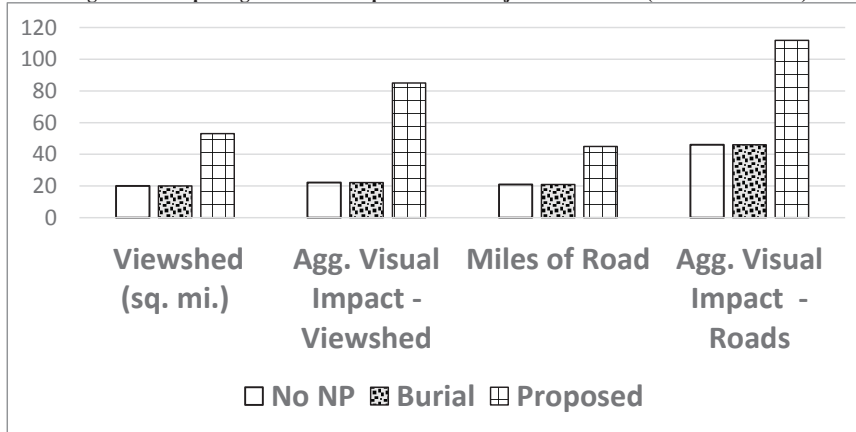 120
100
80
60
40
20
0
Viewshed (sq. mi.)
Agg. Visual Impact - Viewshed
Miles of Road
Agg. Visual Impact - Roads
No NP Burial Proposed